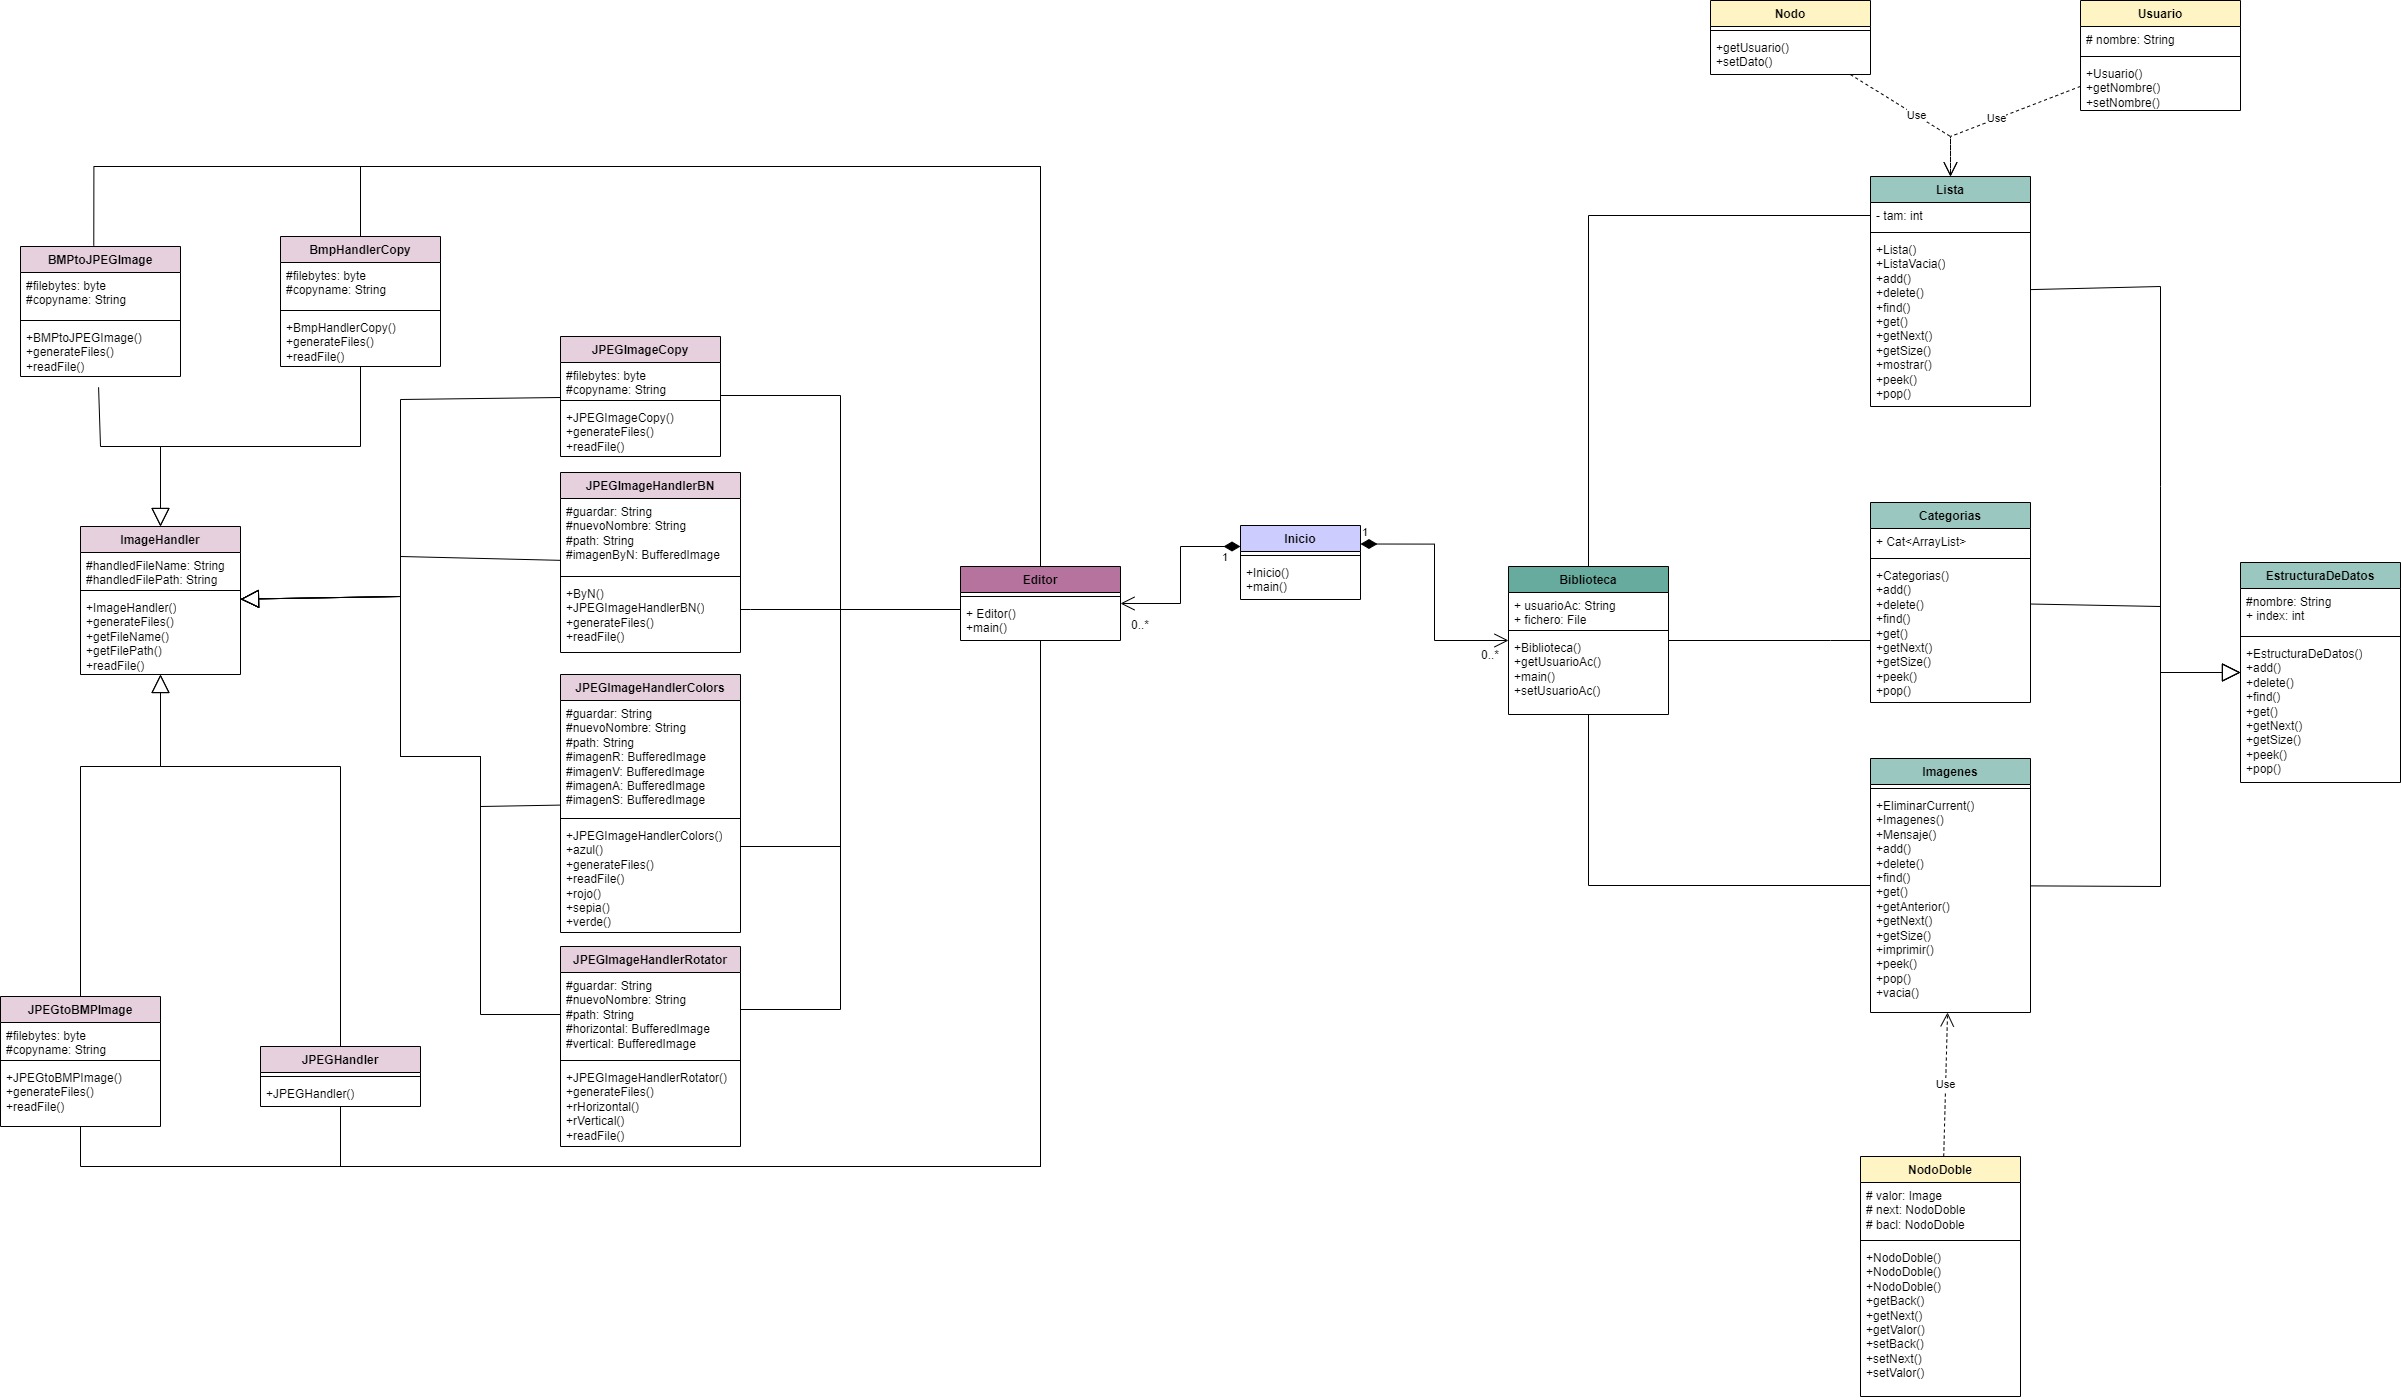 Nodo
+getUsuario()
+setDato()
Usuario
# nombre: String
+Usuario()
+getNombre()
+setNombre()
Use
Use
Lista
- tam: int
+Lista()
+ListaVacia()
+add()
+delete()
+find()
+get()
+getNext()
+getSize()
+mostrar()
+peek()
+pop()
BMPtoJPEGImage
#filebytes: byte
#copyname: String
+BMPtoJPEGImage()
+generateFiles()
+readFile()
BmpHandlerCopy
#filebytes: byte
#copyname: String
+BmpHandlerCopy()
+generateFiles()
+readFile()
JPEGImageCopy
#filebytes: byte
#copyname: String
+JPEGImageCopy()
+generateFiles()
+readFile()
JPEGImageHandlerBN
#guardar: String
#nuevoNombre: String
#path: String
#imagenByN: BufferedImage
+ByN()
+JPEGImageHandlerBN()
+generateFiles()
+readFile()
ImageHandler
#handledFileName: String
#handledFilePath: String
+ImageHandler()
+generateFiles()
+getFileName()
+getFilePath()
+readFile()
Editor
+ Editor()
+main()
0..*
1
Inicio
+Inicio()
+main()
1
0..*
Biblioteca
+ usuarioAc: String
+ fichero: File
+Biblioteca()
+getUsuarioAc()
+main()
+setUsuarioAc()
Categorias
+ Cat<ArrayList>
+Categorias()
+add()
+delete()
+find()
+get()
+getNext()
+getSize()
+peek()
+pop()
EstructuraDeDatos
#nombre: String
+ index: int
+EstructuraDeDatos()
+add()
+delete()
+find()
+get()
+getNext()
+getSize()
+peek()
+pop()
JPEGImageHandlerColors
#guardar: String
#nuevoNombre: String
#path: String
#imagenR: BufferedImage
#imagenV: BufferedImage
#imagenA: BufferedImage
#imagenS: BufferedImage
+JPEGImageHandlerColors()
+azul()
+generateFiles()
+readFile()
+rojo()
+sepia()
+verde()
Imagenes
+EliminarCurrent()
+Imagenes()
+Mensaje()
+add()
+delete()
+find()
+get()
+getAnterior()
+getNext()
+getSize()
+imprimir()
+peek()
+pop()
+vacia()
JPEGImageHandlerRotator
#guardar: String
#nuevoNombre: String
#path: String
#horizontal: BufferedImage
#vertical: BufferedImage
+JPEGImageHandlerRotator()
+generateFiles()
+rHorizontal()
+rVertical()
+readFile()
JPEGtoBMPImage
#filebytes: byte
#copyname: String
+JPEGtoBMPImage()
+generateFiles()
+readFile()
JPEGHandler
+JPEGHandler()
Use
NodoDoble
# valor: Image
# next: NodoDoble
# bacl: NodoDoble
+NodoDoble()
+NodoDoble()
+NodoDoble()
+getBack()
+getNext()
+getValor()
+setBack()
+setNext()
+setValor()